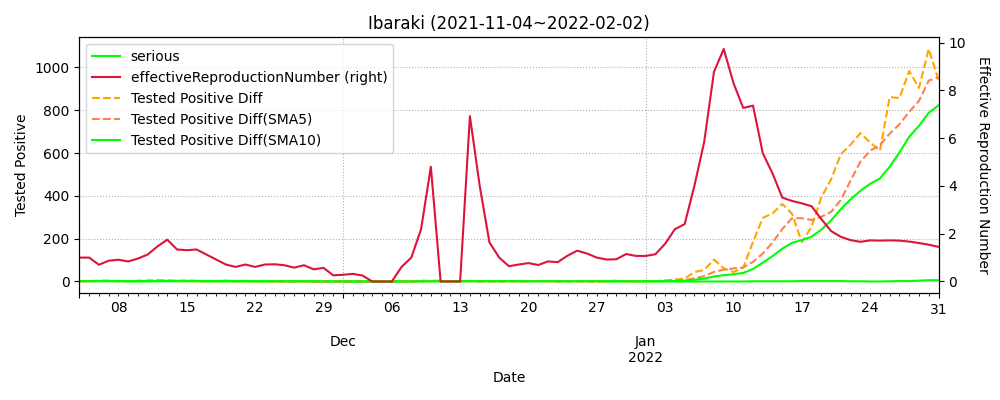 Ibaraki (2021-11-04~2022-02-02)
serious
effectiveReproductionNumber (right)
Tested Positive Diff
Tested Positive Diff(SMA5)
Tested Positive Diff(SMA10)
Tested Positive
1000
800
600
400
200
0
10
8
6
4
2
0
Effective Reproduction Number
08 15 22 29 06 13 20 27 03 10 17 24 31
Dec Jan
2022
Date